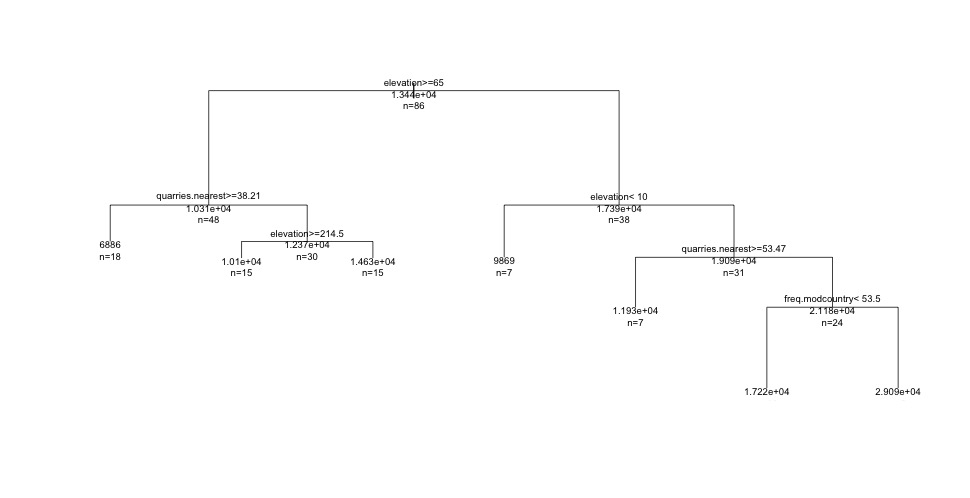 elevation>=65
1.344e+04
n=86
quarries.nearest>=38.21
1.031e+04
n=48
elevation< 10
1.739e+04
n=38
6886
n=18
elevation>=214.5
1.237e+04
n=30
1.01e+04
n=15
1.463e+04
n=15
9869
n=7
quarries.nearest>=53.47
1.909e+04
n=31
1.193e+04
n=7
freq.modcountry< 53.5
2.118e+04
n=24
1.722e+04
2.909e+04